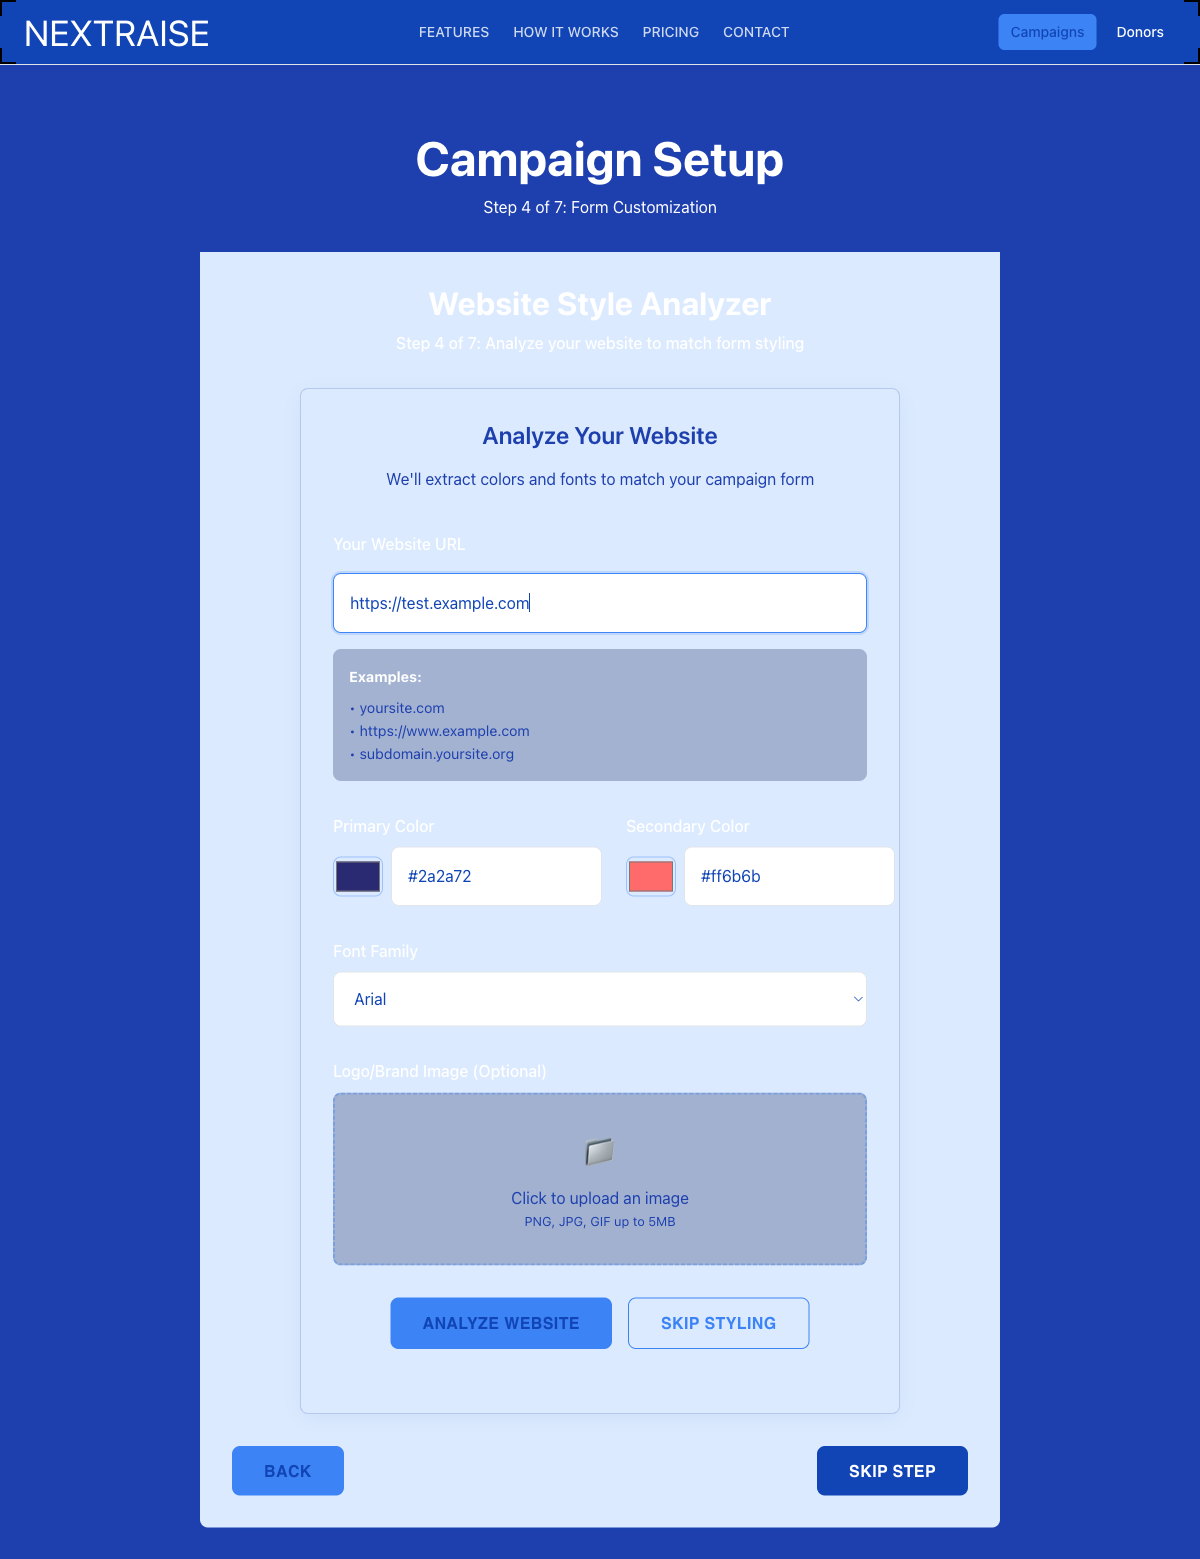 NEXTRAISE
FEATURES
HOW IT WORKS
PRICING
CONTACT
Campaigns
Donors
Campaign Setup
Step 4 of 7: Form Customization
Website Style Analyzer
Step 4 of 7: Analyze your website to match form styling
Analyze Your Website
We'll extract colors and fonts to match your campaign form
Your Website URL
https://test.example.com
Examples:
• yoursite.com
• https://www.example.com
• subdomain.yoursite.org
Primary Color
Secondary Color
#2a2a72
#ff6b6b
Font Family
Arial
Logo/Brand Image (Optional)
Click to upload an image
PNG, JPG, GIF up to 5MB
ANALYZE WEBSITE
SKIP STYLING
BACK
SKIP STEP